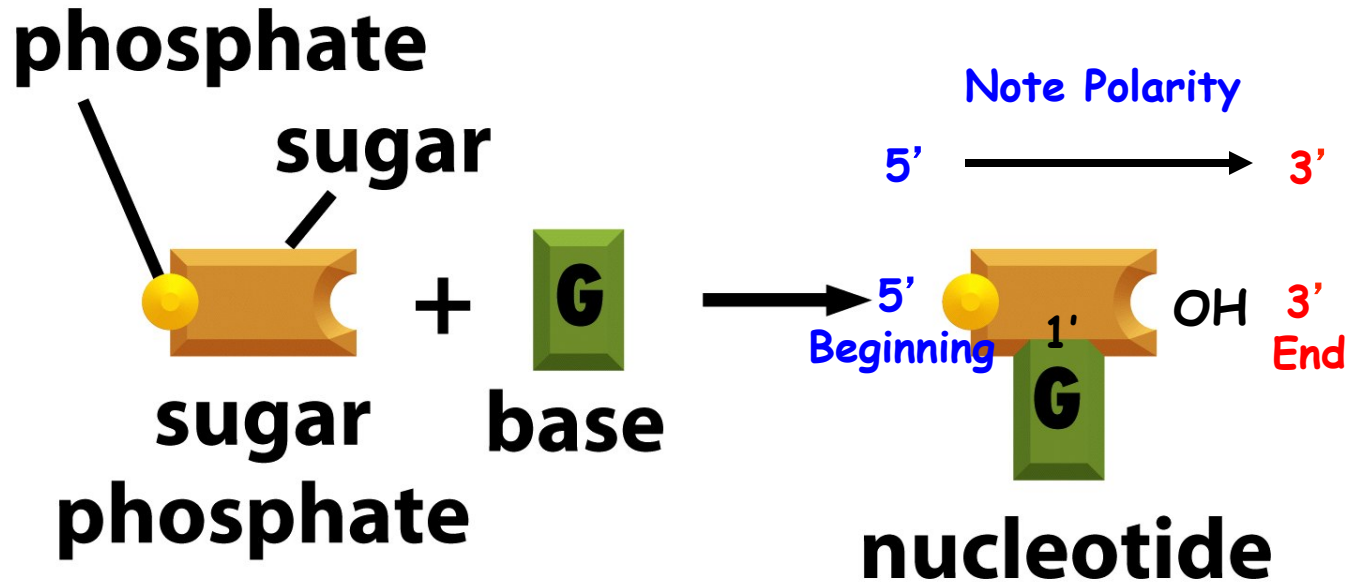 phosphate
sugar
sugar
phosphate
+
G
base
Note Polarity
5’ 3’
5’
Beginning
1’
G
OH
3’
End
nucleotide